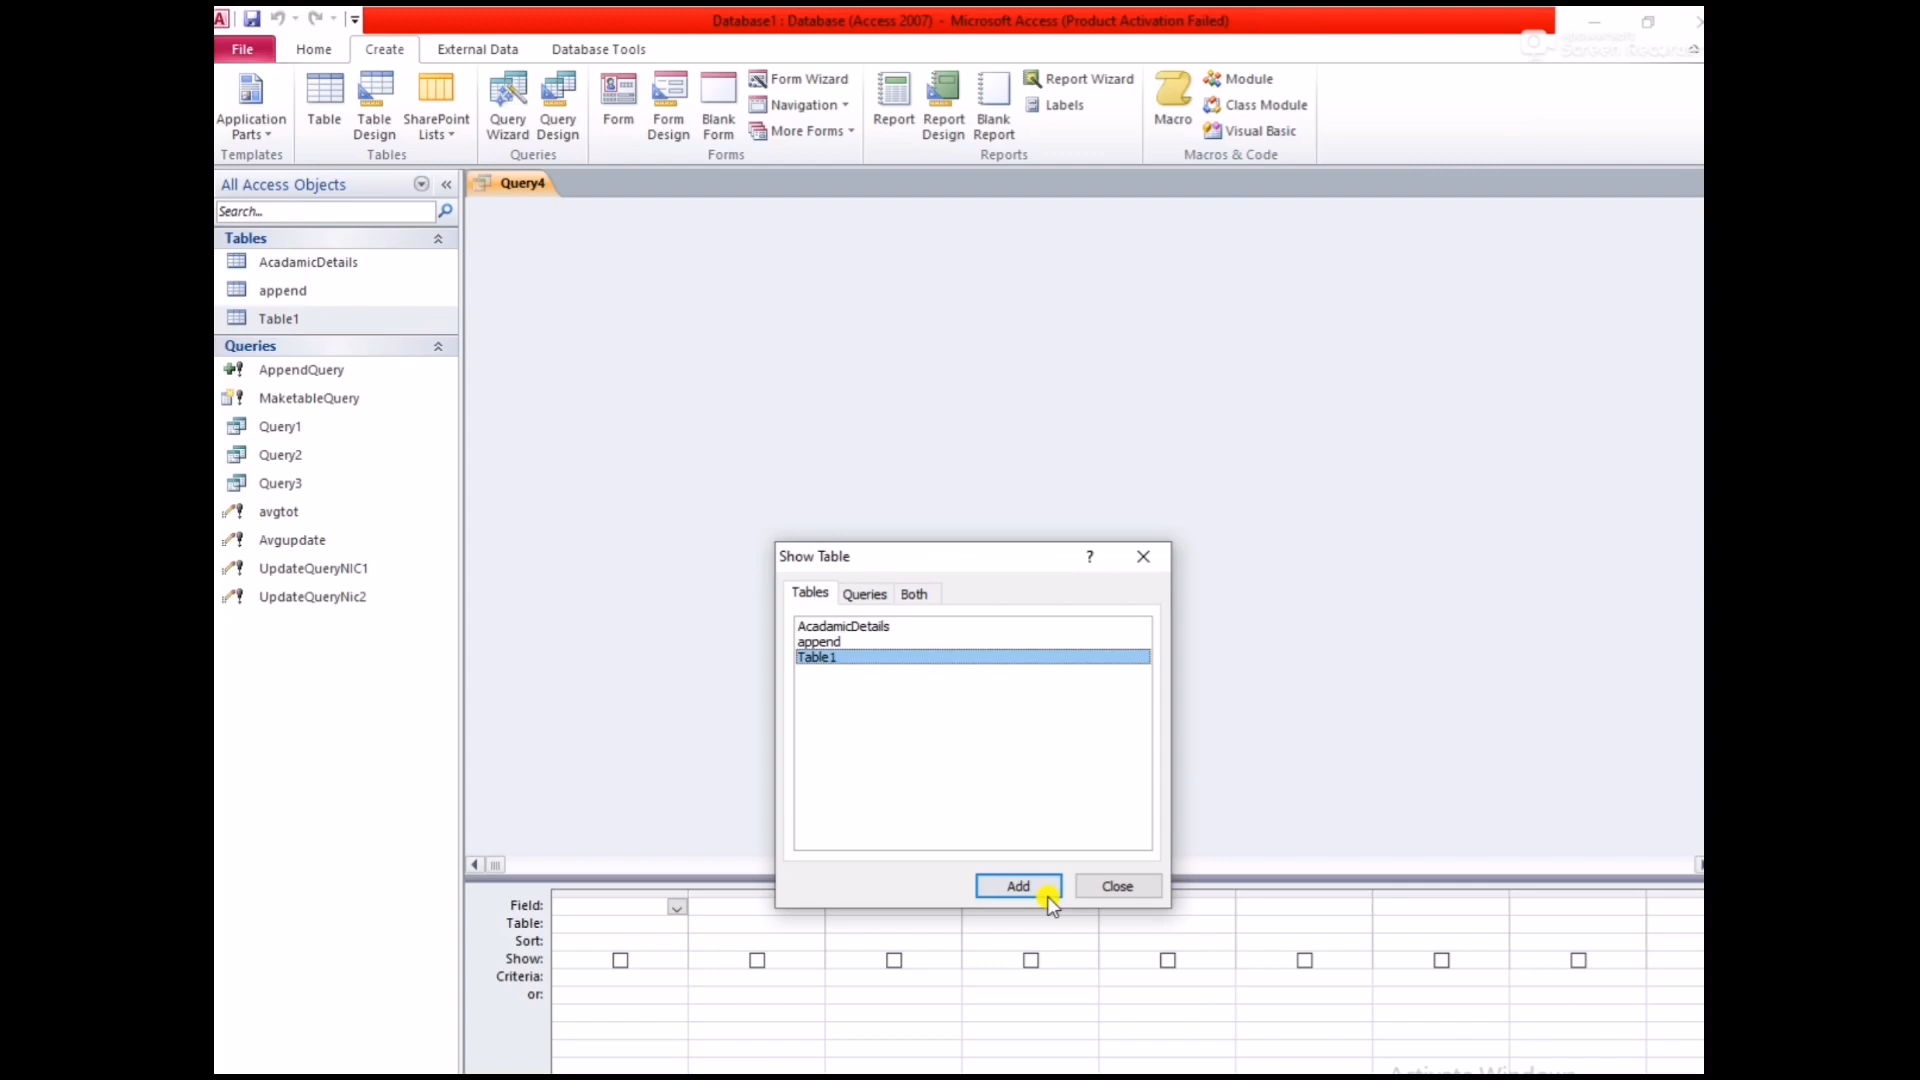 Database1 : Database (Access 2007) - Microsoft Access (Product Activation Failed)
File Home Create External Data Database Tools
Application Parts
Table
Table Design
SharePoint Lists
Query Wizard
Query Design
Form
Form Design
Blank Form
Form Wizard
Navigation
More Forms
Report
Report Design
Blank Report
Report Wizard
Labels
Macro
Module
Class Module
Visual Basic
Templates Tables Queries Forms Reports Macros & Code
All Access Objects
Search...
Tables
AcadamicDetails
append
Table1
Queries
AppendQuery
MaketableQuery
Query1
Query2
Query3
avgtot
Avgupdate
UpdateQueryNIC1
UpdateQueryNic2
Query4
Show Table
Tables Queries Both
AcadamicDetails
append
Table1
Add Close
Field:
Table:
Sort:
Show:
Criteria:
or: